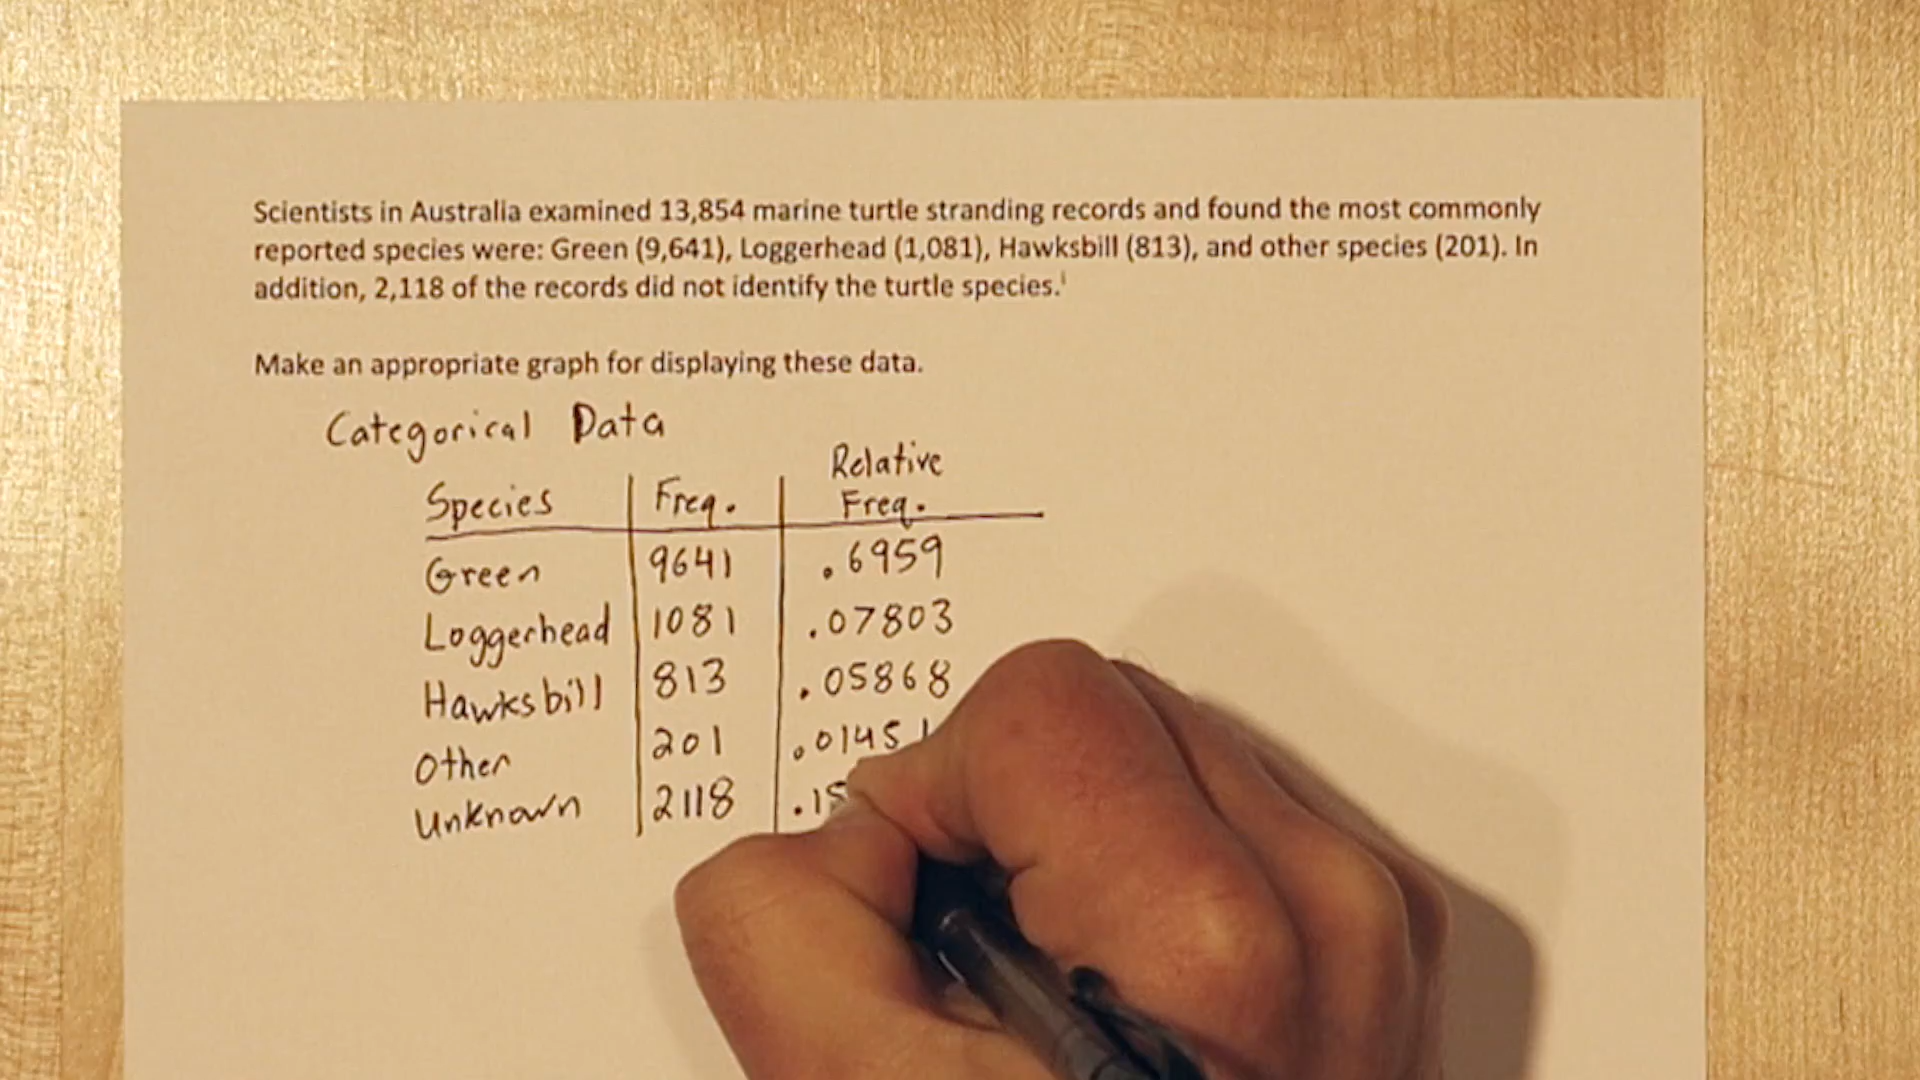 Scientists in Australia examined 13,854 marine turtle stranding records and found the most commonly
reported species were: Green (9,641), Loggerhead (1,081), Hawksbill (813), and other species (201). In
addition, 2,118 of the records did not identify the turtle species.i
Make an appropriate graph for displaying these data.
Categorical Data
Species Freq. Relative Freq.
Green 9641 .6959
Loggerhead 1081 .07803
Hawksbill 813 .05868
Other 201 .01451
Unknown 2118 .15